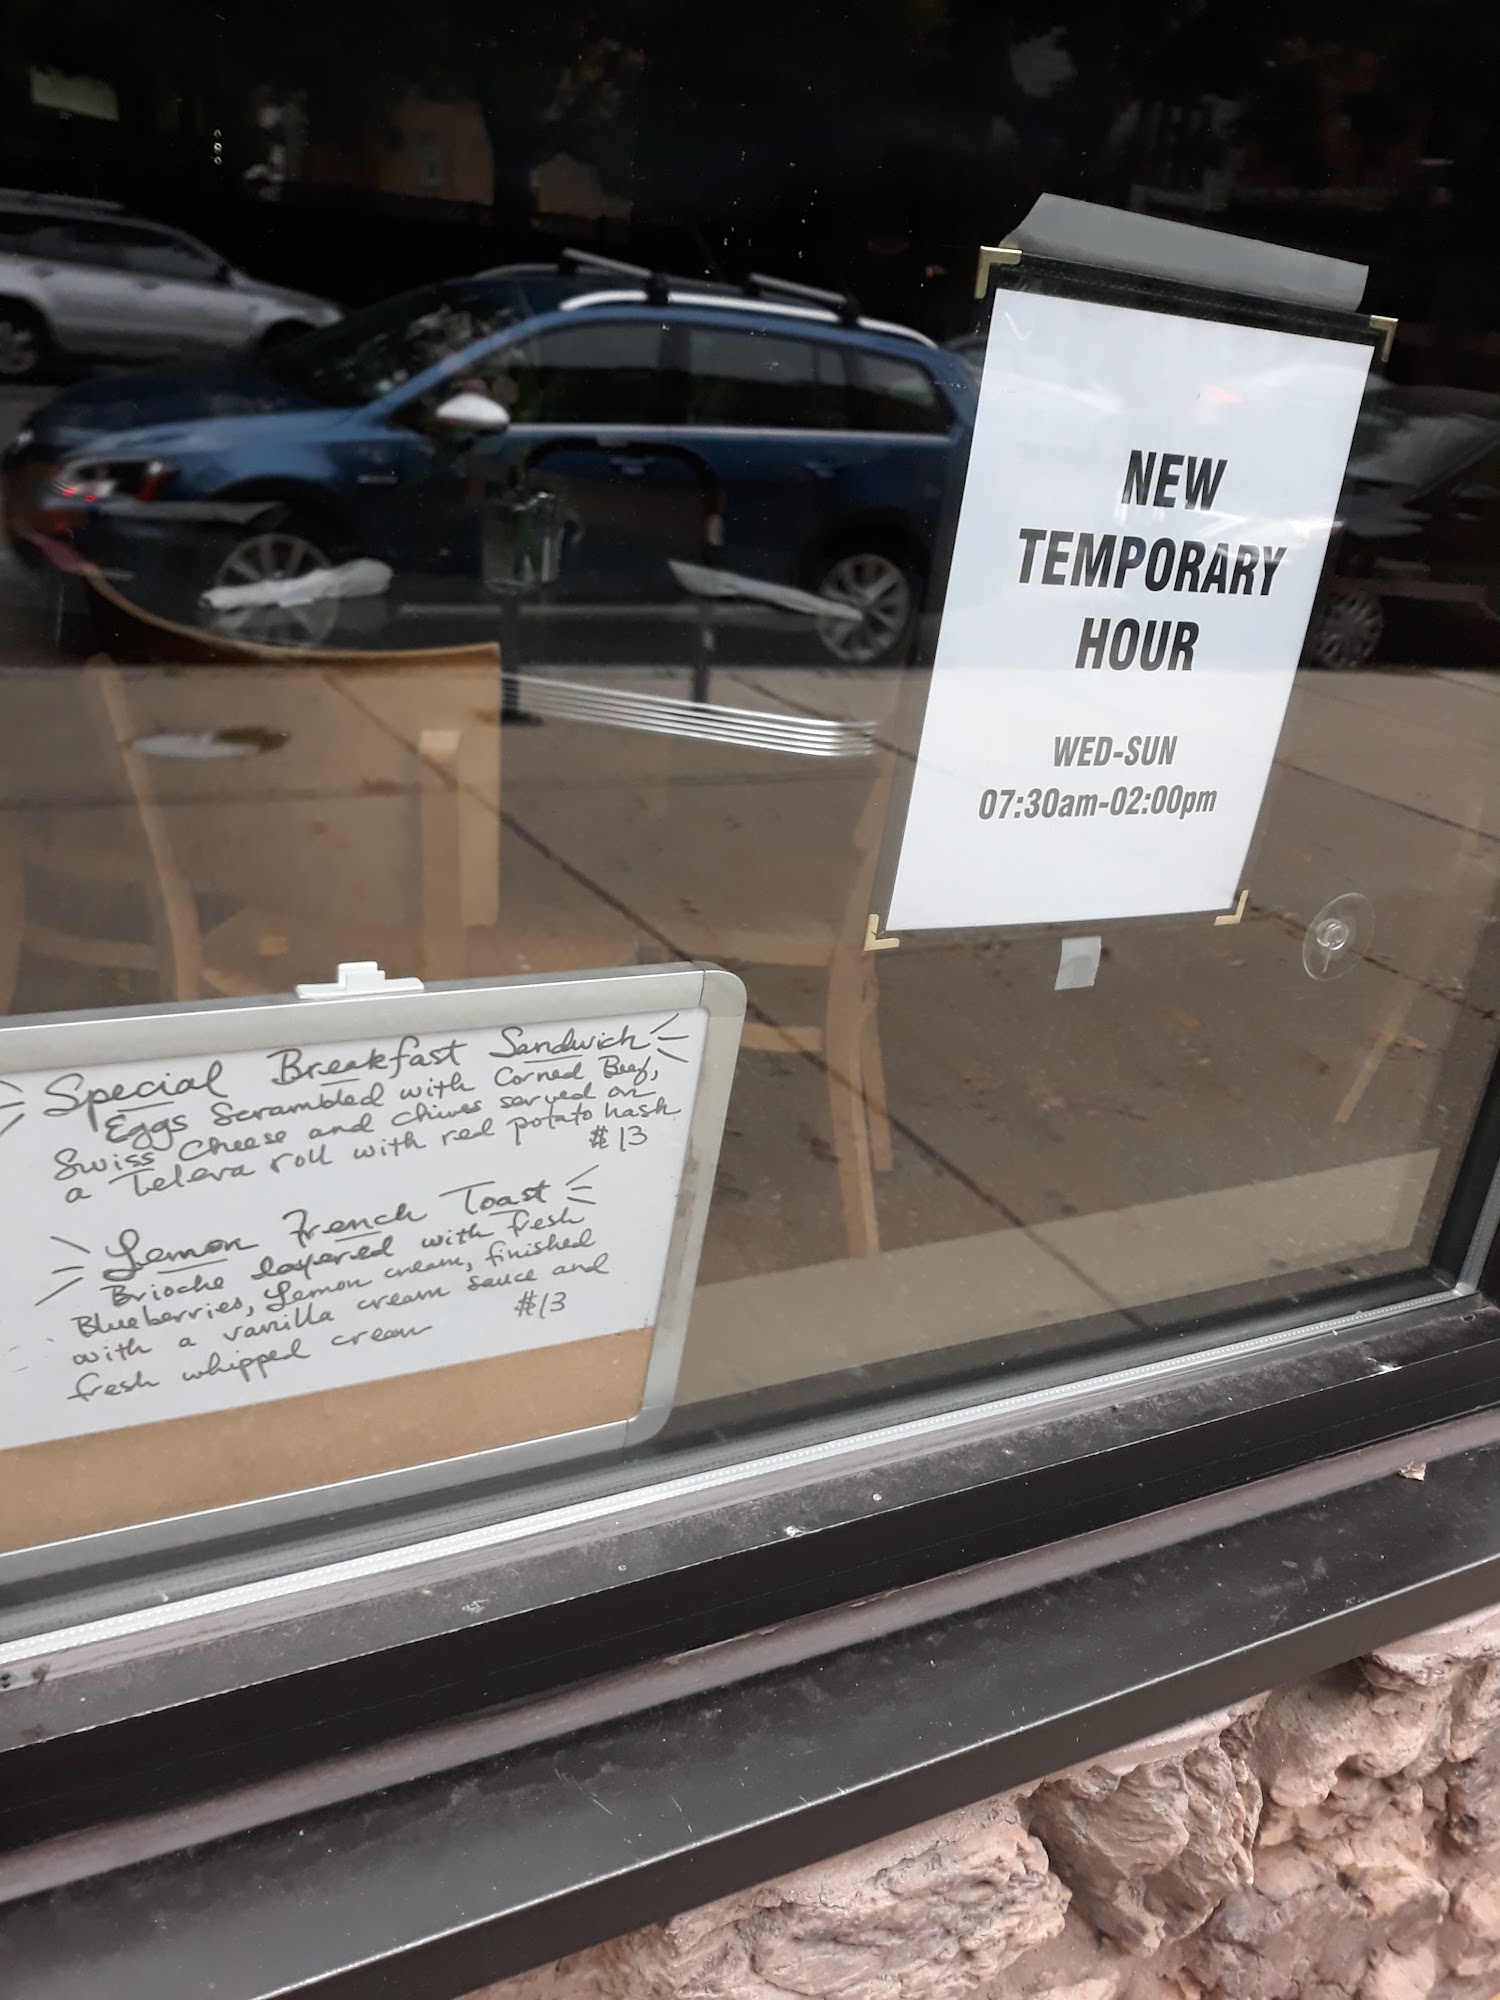 NEW
TEMPORARY
HOUR
WED-SUN
07:30am-02:00pm
Special Breakfast Sandwich
Eggs Scrambled with Corned Beef,
Swiss Cheese and Chives served on
a Telera roll with red potato hash
#13
Lemon French Toast
Brioche layered with fresh
Blueberries, Lemon cream, finished
with a vanilla cream sauce and
fresh whipped cream
#13